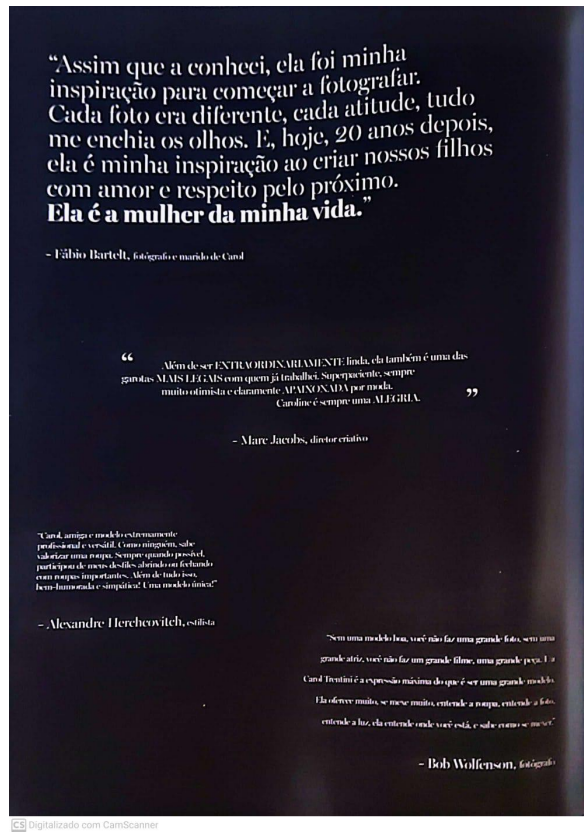 “Assim que a conheci, ela foi minha
inspiração para começar a fotografar.
Cada foto era diferente, cada atitude, tudo
me enchia os olhos. E, hoje, 20 anos depois,
ela é minha inspiração ao criar nossos filhos
com amor e respeito pelo próximo.
Ela é a mulher da minha vida.”
– Fábio Bartelt, fotógrafo e marido de Carol
“ Além de ser EXTRAORDINARIAMENTE linda, ela também é uma das
garotas MAIS LEGAIS com quem já trabalhei. Superpaciente, sempre
muito otimista e claramente APAIXONADA por moda.
Caroline é sempre uma ALEGRIA. ”
– Marc Jacobs, diretor criativo
“Carol, amiga e modelo extremamente
profissional e versátil. Como ninguém, sabe
valorizar uma roupa. Sempre quando possível,
participou de meus desfiles abrindo ou fechando
com roupas importantes. Além de tudo isso,
bem-humorada e simpática! Uma modelo única!”
– Alexandre Herchcovitch, estilista
“Sem uma modelo boa, você não faz uma grande foto, sem uma
grande atriz, você não faz um grande filme, uma grande peça. E a
Carol Trentini é a expressão máxima do que é ser uma grande modelo.
Ela oferece muito, se mexe muito, entende a roupa, entende a foto,
entende a luz, ela entende onde você está, e sabe como se mexer.”
– Bob Wolfenson, fotógrafo
CS Digitalizado com CamScanner